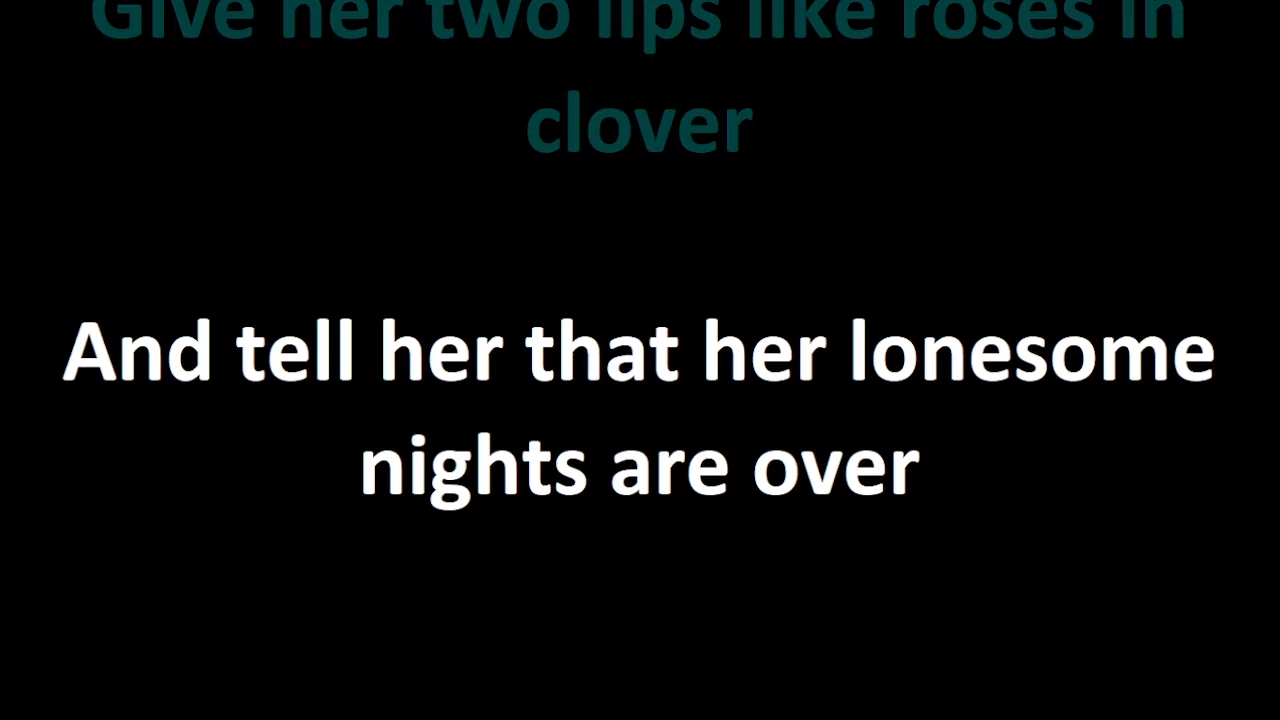 Give her two lips like roses in
clover
And tell her that her lonesome
nights are over